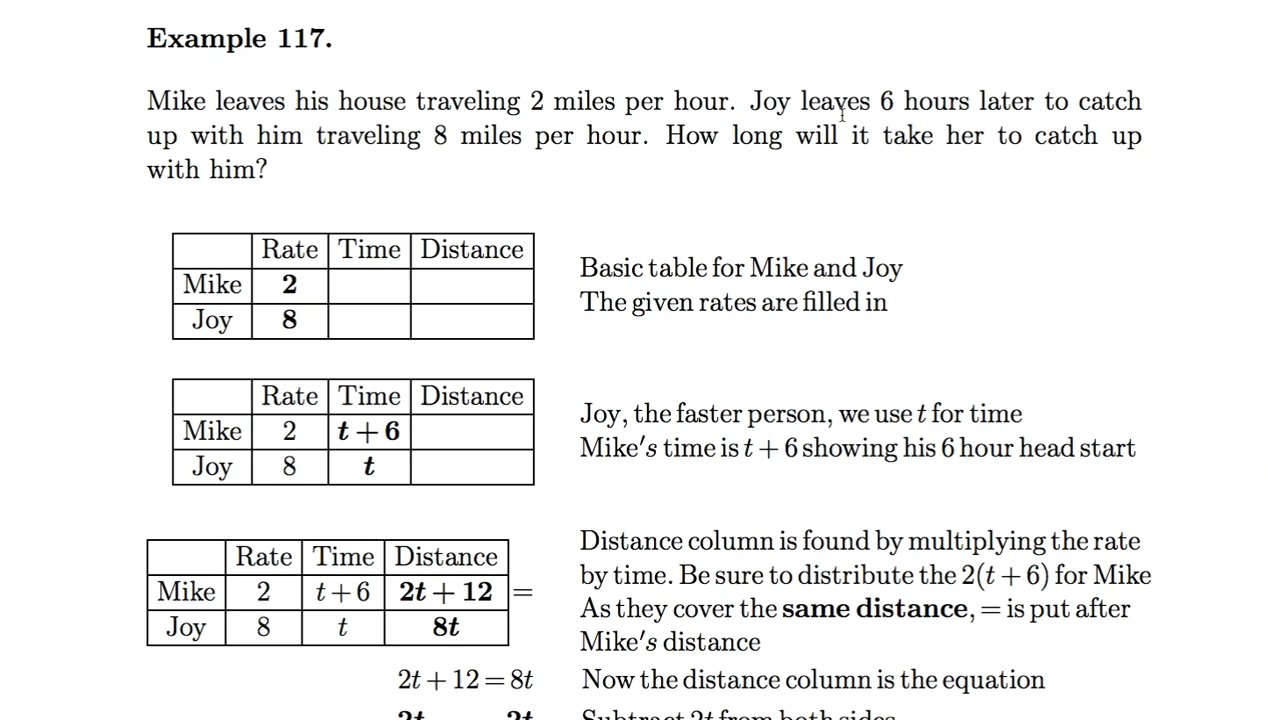 Example 117.
Mike leaves his house traveling 2 miles per hour. Joy leaves 6 hours later to catch
up with him traveling 8 miles per hour. How long will it take her to catch up
with him?
Rate Time Distance
Mike 2
Joy 8
Basic table for Mike and Joy
The given rates are filled in
Rate Time Distance
Mike 2 t + 6
Joy 8 t
Joy, the faster person, we use t for time
Mike's time is t + 6 showing his 6 hour head start
Rate Time Distance
Mike 2 t + 6 2t + 12 =
Joy 8 t 8t
Distance column is found by multiplying the rate
by time. Be sure to distribute the 2(t + 6) for Mike
As they cover the same distance, = is put after
Mike's distance
2t + 12 = 8t Now the distance column is the equation
2t 2t Subtract 2t from both sides